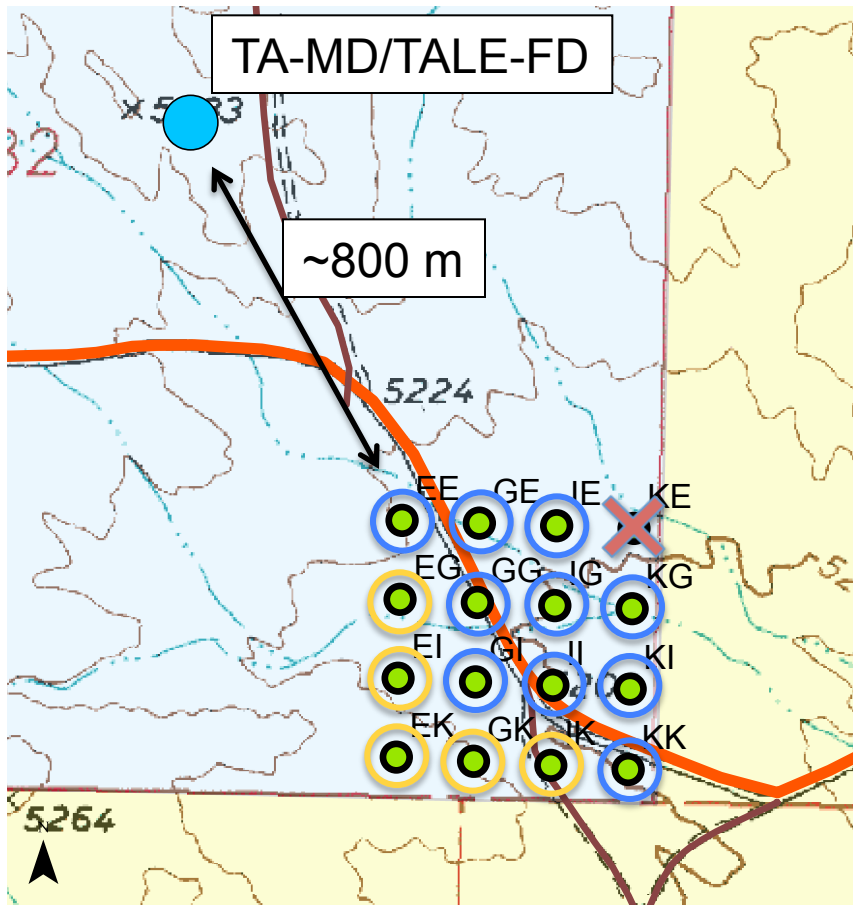 TA-MD/TALE-FD
32
~800 m
5224
EE GE IE KE
EG GG IG KG
EI GI II KI
EK GK IK KK
5264
N